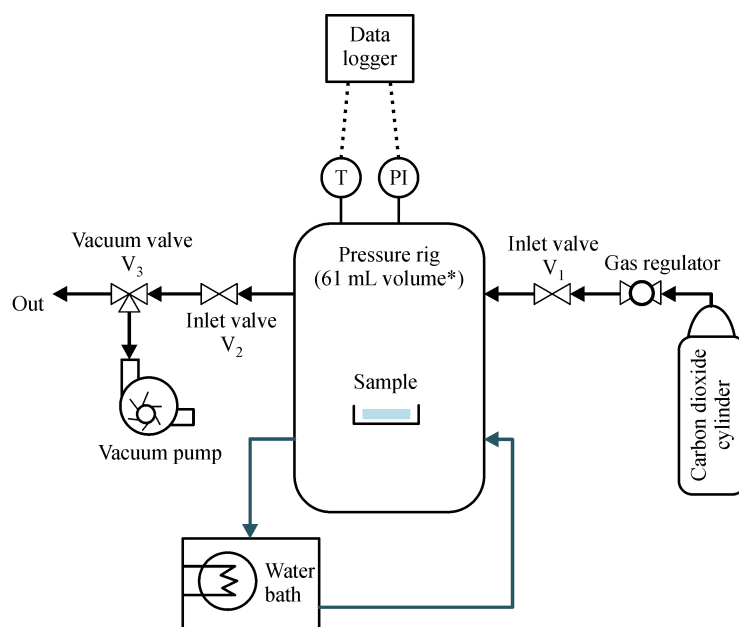 Data
logger
T
PI
Vacuum valve
V₃
Out
Inlet valve
V₂
Vacuum pump
Pressure rig
(61 mL volume*)
Sample
Inlet valve
V₁
Gas regulator
Carbon dioxide
cylinder
Water
bath